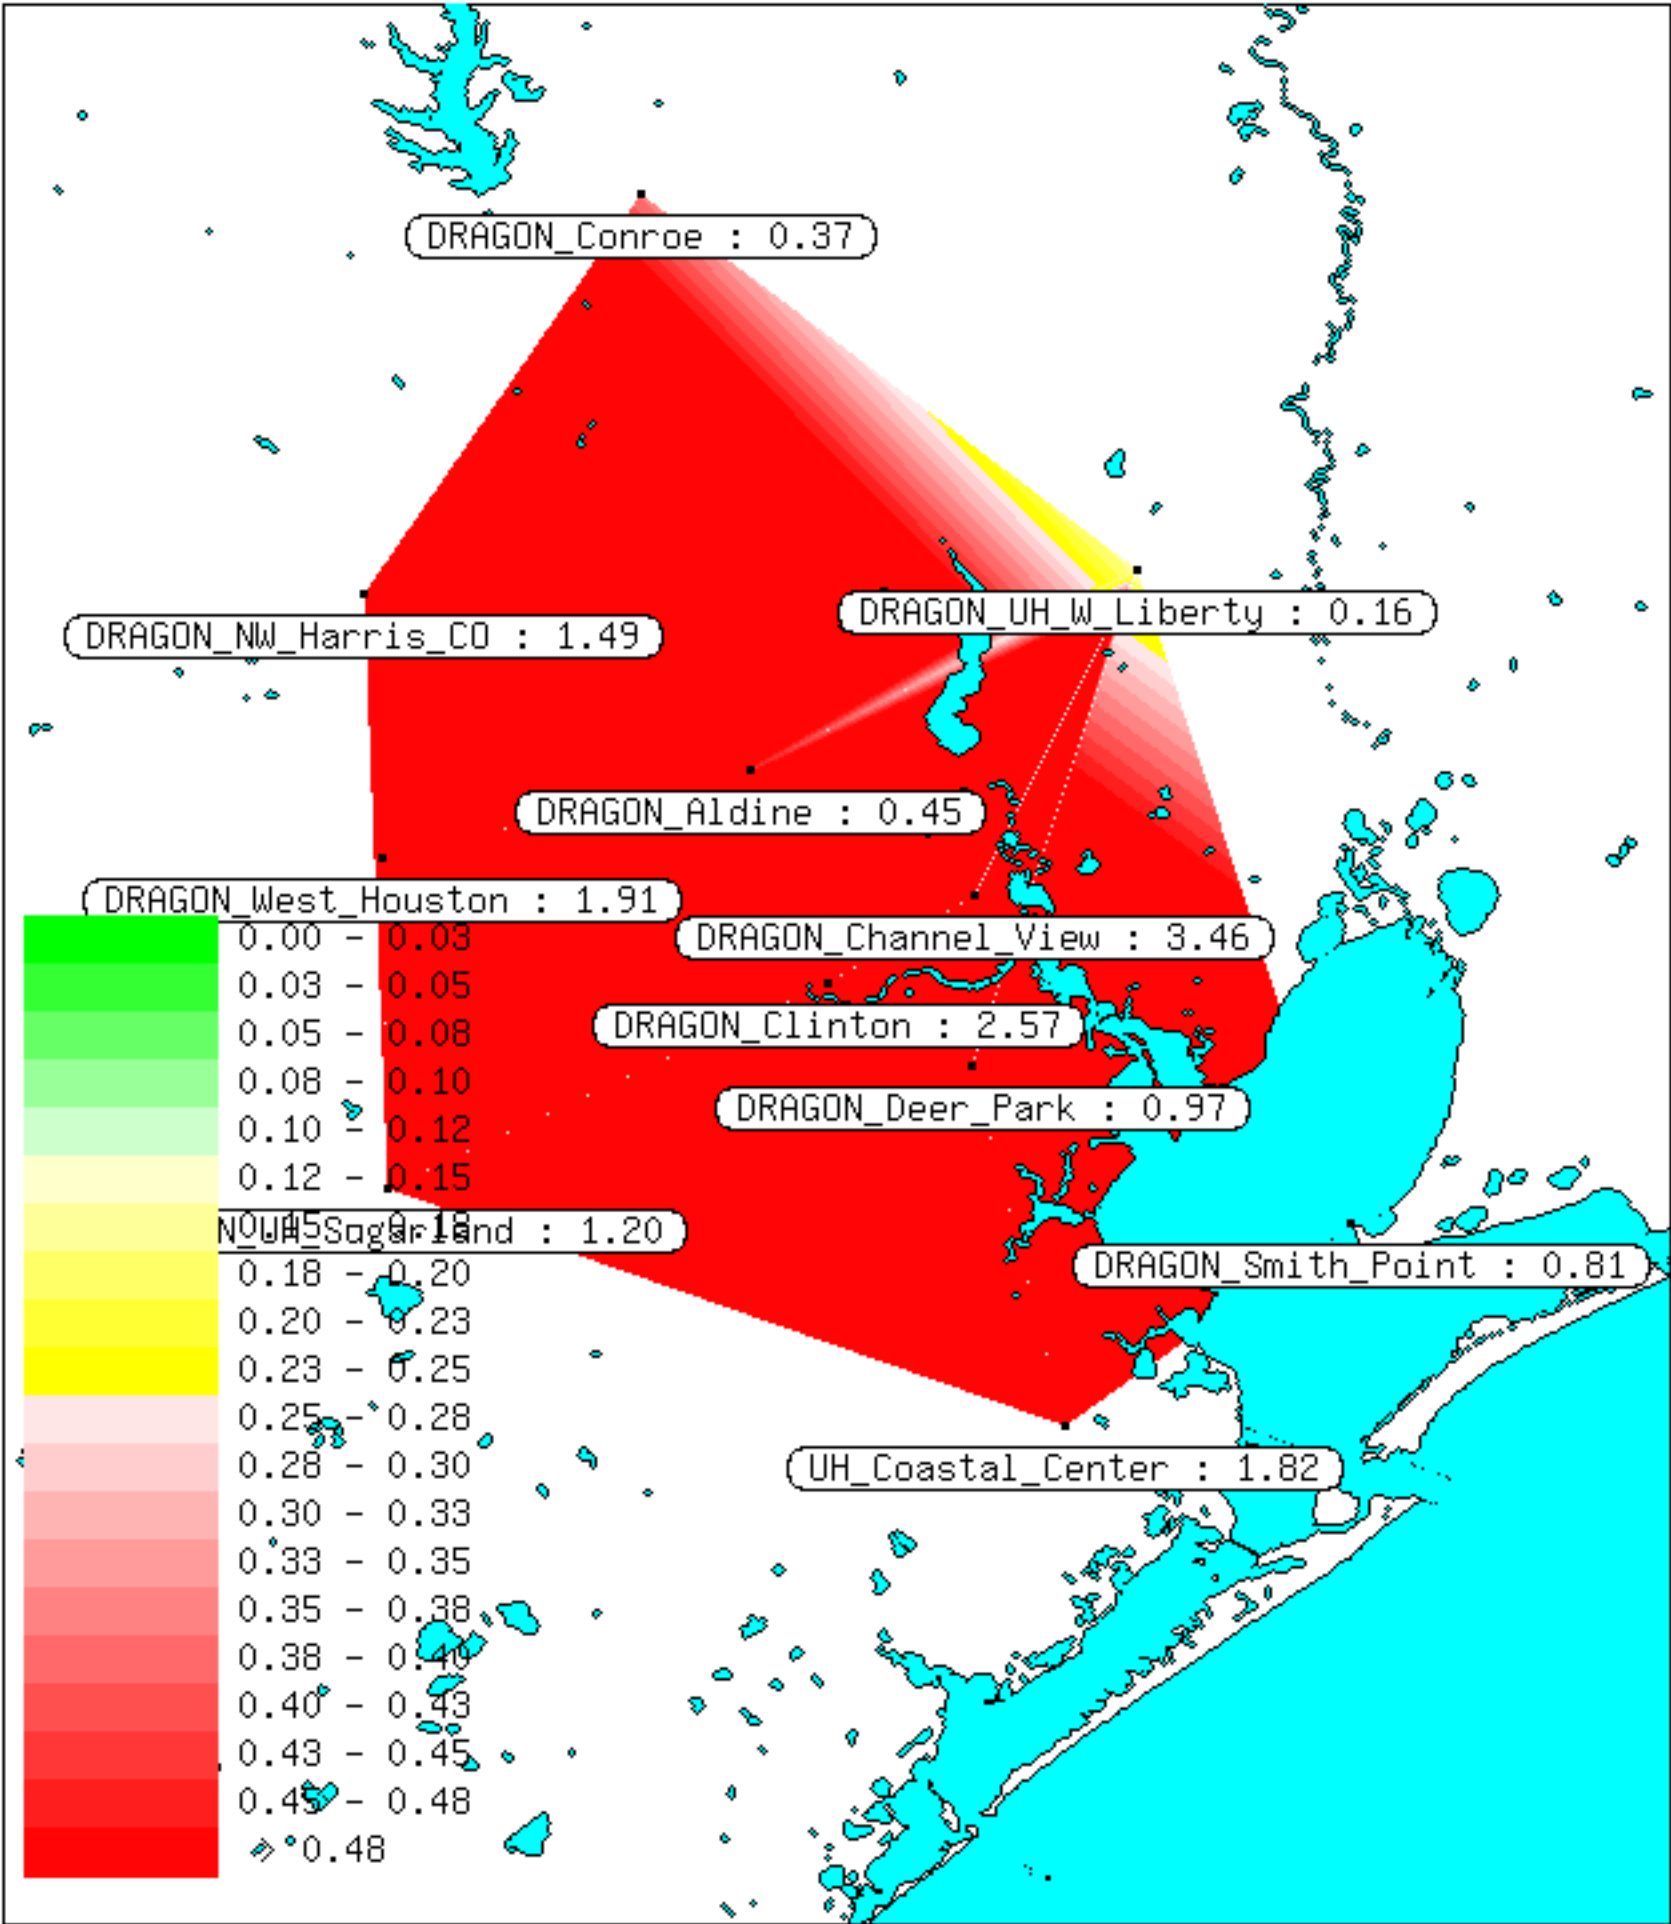 DRAGON_Conroe : 0.37
DRAGON_UH_W_Liberty : 0.16
DRAGON_NW_Harris_CO : 1.49
DRAGON_Aldine : 0.45
DRAGON_West_Houston : 1.91
DRAGON_Channel_View : 3.46
DRAGON_Clinton : 2.57
DRAGON_Deer_Park : 0.97
N_UH_Sugarland : 1.20
DRAGON_Smith_Point : 0.81
UH_Coastal_Center : 1.82
0.00 - 0.03
0.03 - 0.05
0.05 - 0.08
0.08 - 0.10
0.10 - 0.12
0.12 - 0.15
0.15 - 0.18
0.18 - 0.20
0.20 - 0.23
0.23 - 0.25
0.25 - 0.28
0.28 - 0.30
0.30 - 0.33
0.33 - 0.35
0.35 - 0.38
0.38 - 0.40
0.40 - 0.43
0.43 - 0.45
0.45 - 0.48
> 0.48